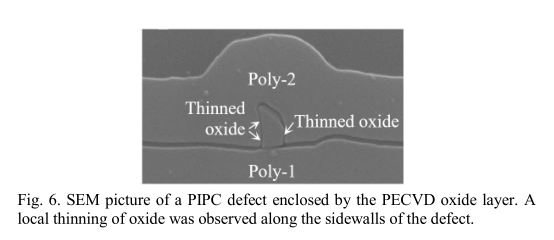 Poly-2
Thinned
oxide
Thinned oxide
Poly-1
Fig. 6. SEM picture of a PIPC defect enclosed by the PECVD oxide layer. A
local thinning of oxide was observed along the sidewalls of the defect.